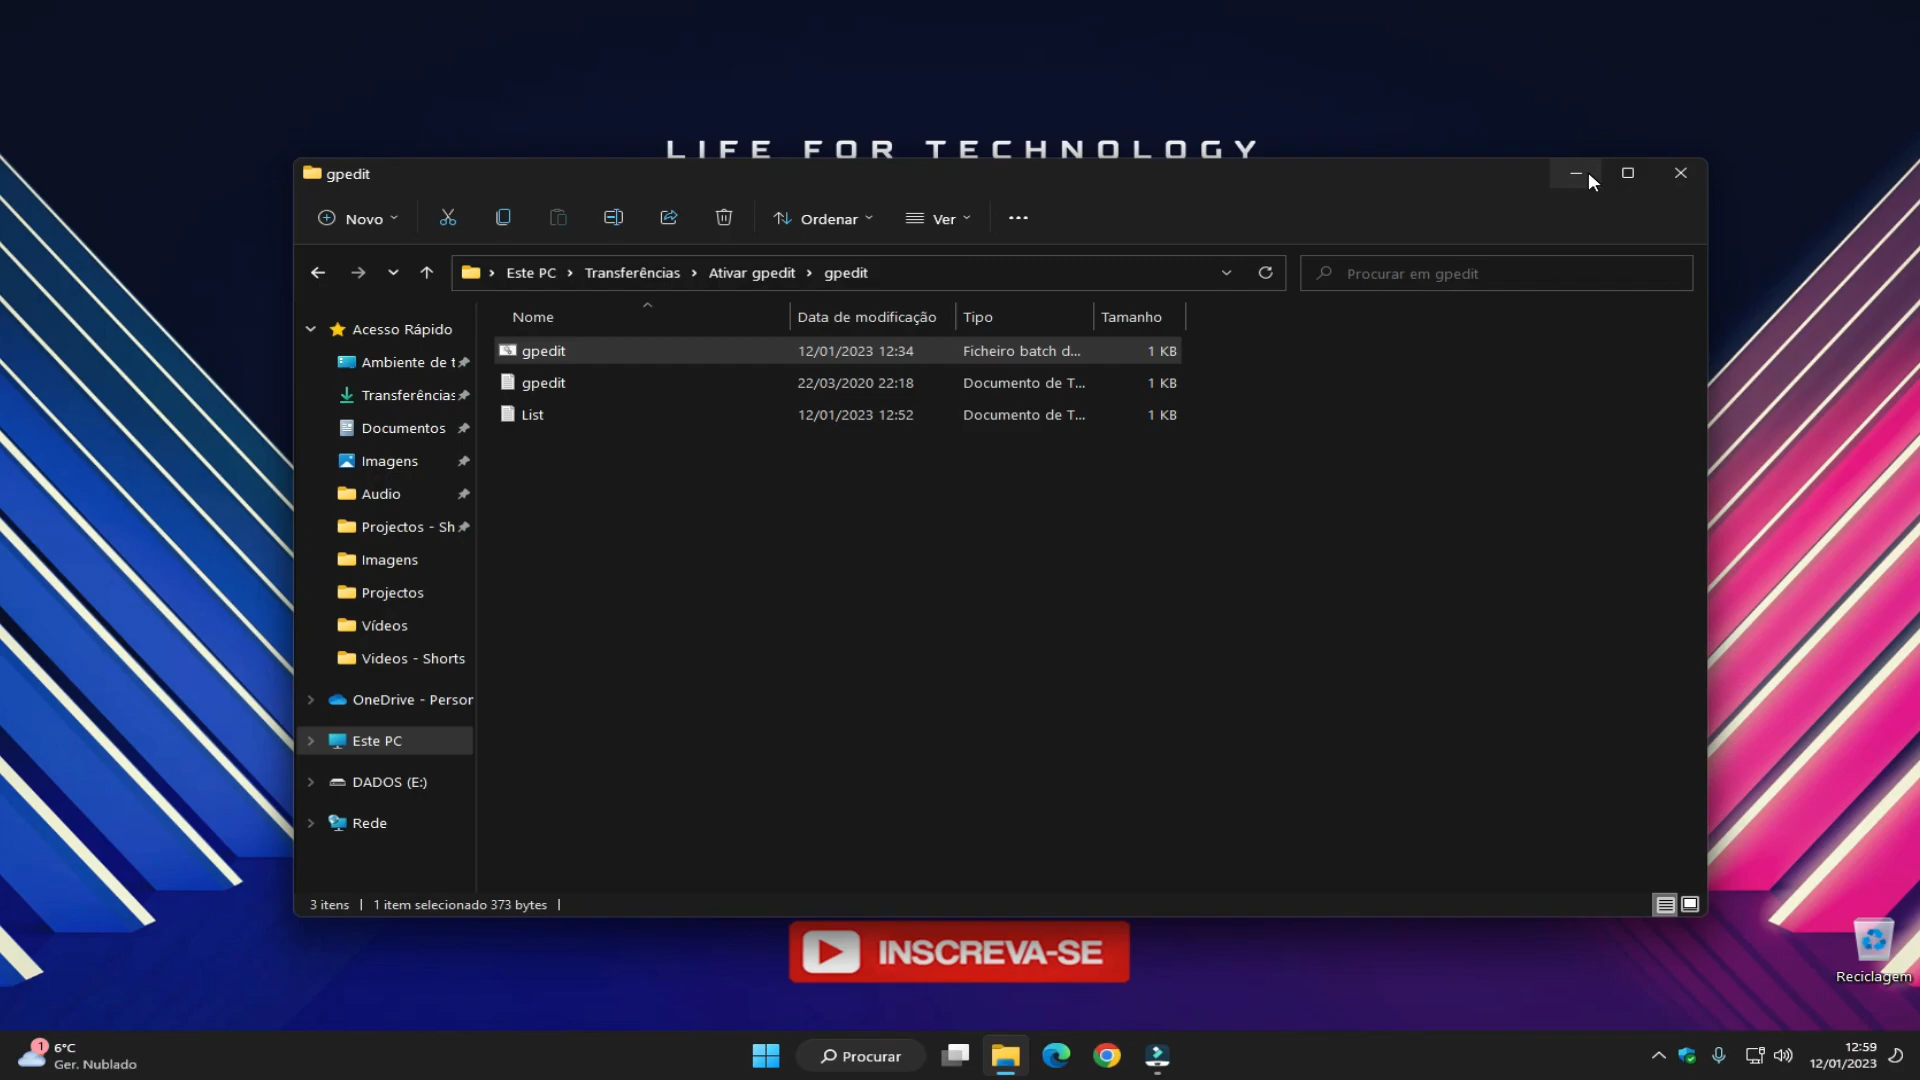 LIFE FOR TECHNOLOGY
gpedit
Novo
Ordenar
Ver
Este PC
Transferências
Ativar gpedit
gpedit
Procurar em gpedit
Nome
Data de modificação
Tipo
Tamanho
gpedit 12/01/2023 12:34 Ficheiro batch d... 1 KB
gpedit 22/03/2020 22:18 Documento de T... 1 KB
List 12/01/2023 12:52 Documento de T... 1 KB
Acesso Rápido
Ambiente de t
Transferências
Documentos
Imagens
Audio
Projectos - Sh
Imagens
Projectos
Vídeos
Videos - Shorts
OneDrive - Person
Este PC
DADOS (E:)
Rede
3 itens
1 item selecionado 373 bytes
INSCREVA-SE
Reciclagem
1
6°C
Ger. Nublado
Procurar
12:59
12/01/2023